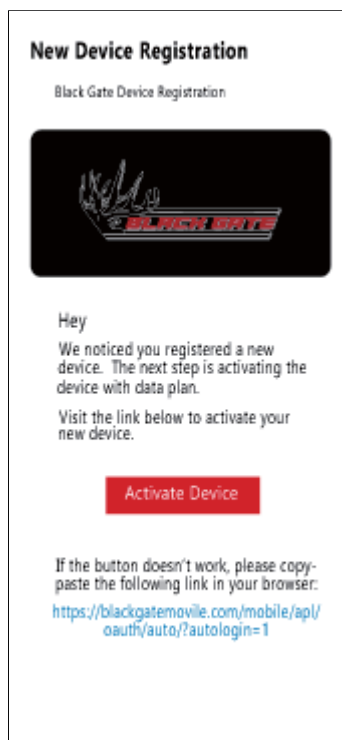 New Device Registration
Black Gate Device Registration
BLACK GATE
Hey
We noticed you registered a new
device. The next step is activating the
device with data plan.
Visit the link below to activate your
new device.
Activate Device
If the button doesn't work, please copy-
paste the following link in your browser:
https://blackgatemovile.com/mobile/apl/
oauth/auto/?autologin=1